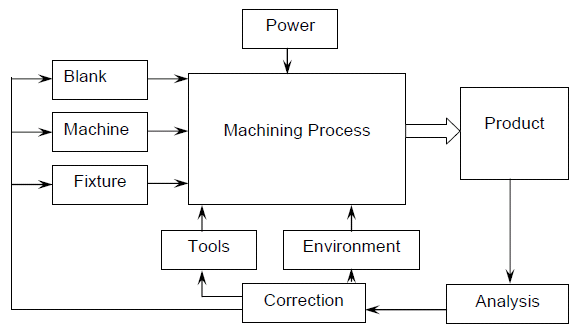 Power
Blank
Machine
Fixture
Machining Process
Product
Tools
Environment
Correction
Analysis